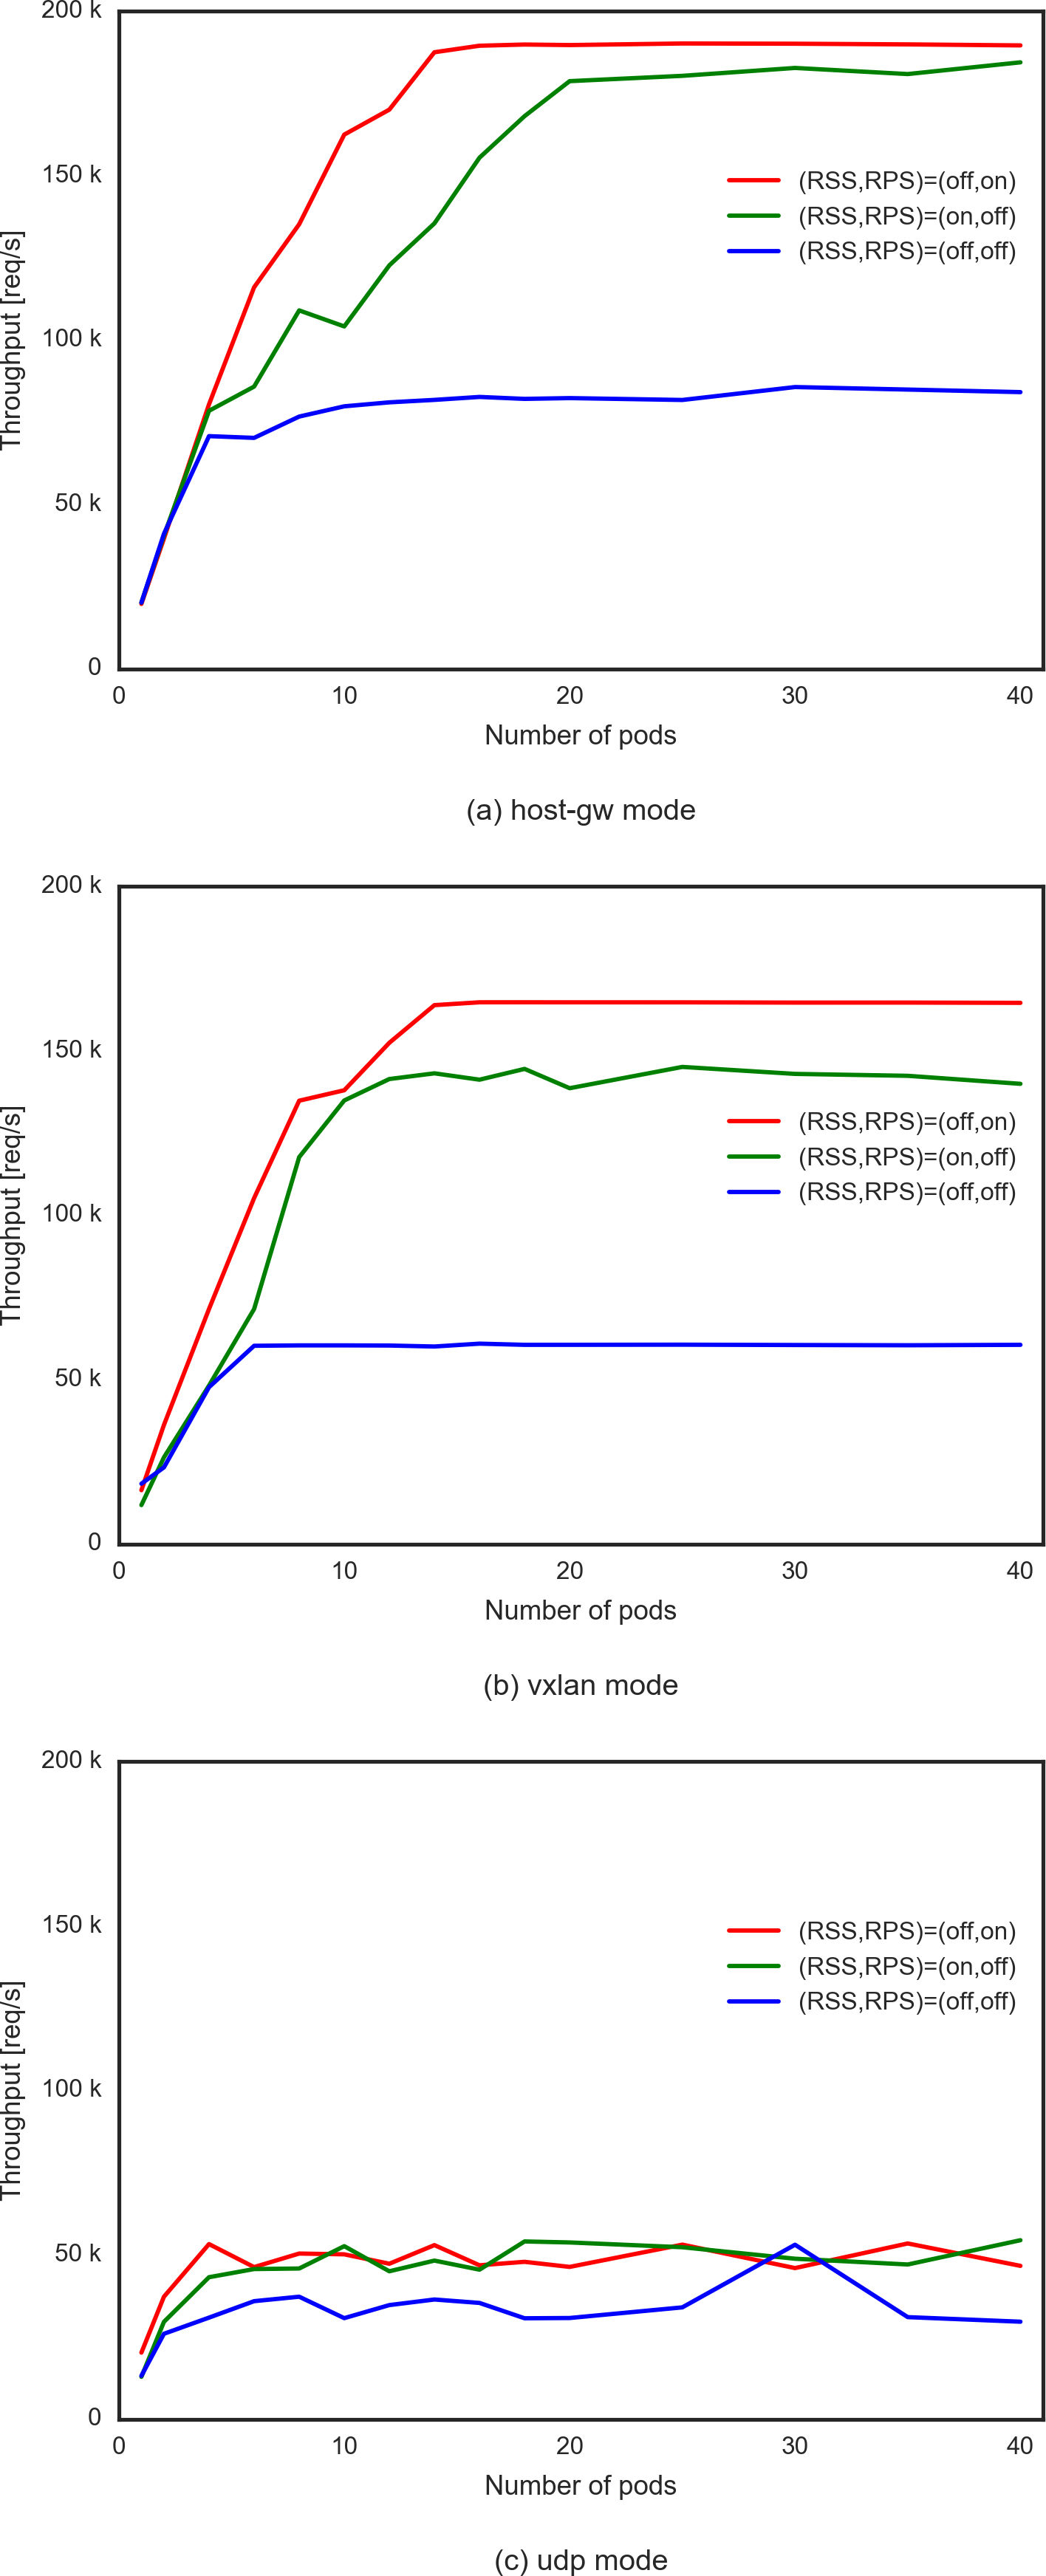 200 k
150 k
100 k
50 k
0
Throughput [req/s]
(RSS,RPS)=(off,on)
(RSS,RPS)=(on,off)
(RSS,RPS)=(off,off)
0 10 20 30 40
Number of pods
(a) host-gw mode
200 k
150 k
100 k
50 k
0
Throughput [req/s]
(RSS,RPS)=(off,on)
(RSS,RPS)=(on,off)
(RSS,RPS)=(off,off)
0 10 20 30 40
Number of pods
(b) vxlan mode
200 k
150 k
100 k
50 k
0
Throughput [req/s]
(RSS,RPS)=(off,on)
(RSS,RPS)=(on,off)
(RSS,RPS)=(off,off)
0 10 20 30 40
Number of pods
(c) udp mode